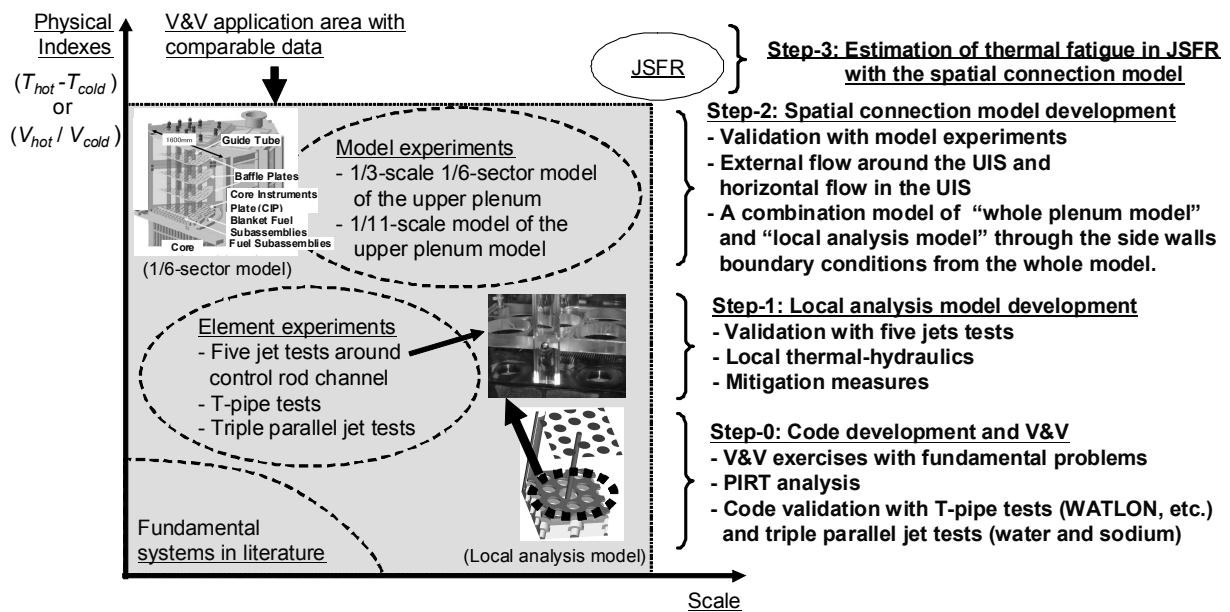 Physical
Indexes
(T_hot - T_cold)
or
(V_hot / V_cold)
V&V application area with
comparable data
JSFR
Step-3: Estimation of thermal fatigue in JSFR
with the spatial connection model
1600mm
Guide Tube
Baffle Plates
Core Instruments
Plate (CIP)
Blanket Fuel
Subassemblies
Fuel Subassemblies
Core
(1/6-sector model)
Model experiments
- 1/3-scale 1/6-sector model
of the upper plenum
- 1/11-scale model of the
upper plenum model
Step-2: Spatial connection model development
- Validation with model experiments
- External flow around the UIS and
horizontal flow in the UIS
- A combination model of “whole plenum model”
and “local analysis model” through the side walls
boundary conditions from the whole model.
Element experiments
- Five jet tests around
control rod channel
- T-pipe tests
- Triple parallel jet tests
Step-1: Local analysis model development
- Validation with five jets tests
- Local thermal-hydraulics
- Mitigation measures
Step-0: Code development and V&V
- V&V exercises with fundamental problems
- PIRT analysis
- Code validation with T-pipe tests (WATLON, etc.)
and triple parallel jet tests (water and sodium)
Fundamental
systems in literature
(Local analysis model)
Scale